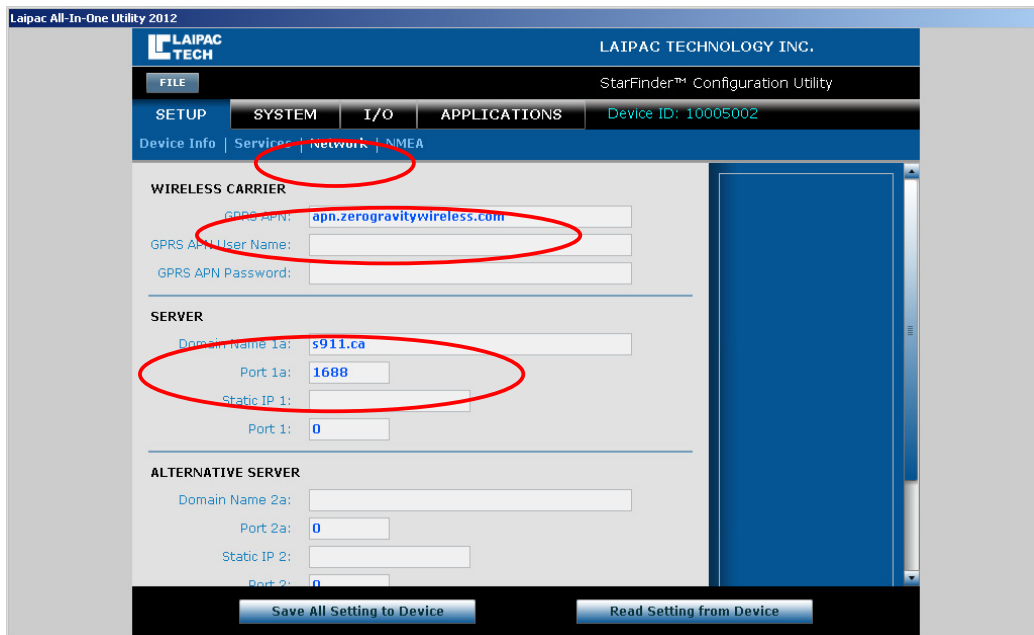 Laipac All-In-One Utility 2012
LAIPAC TECH
LAIPAC TECHNOLOGY INC.
FILE
StarFinder™ Configuration Utility
SETUP SYSTEM I/O APPLICATIONS Device ID: 10005002
Device Info | Services | Network | NMEA
WIRELESS CARRIER
GPRS APN: apn.zerogravitywireless.com
GPRS APN User Name:
GPRS APN Password:
SERVER
Domain Name 1a: s911.ca
Port 1a: 1688
Static IP 1:
Port 1: 0
ALTERNATIVE SERVER
Domain Name 2a:
Port 2a: 0
Static IP 2:
Port 2: 0
Save All Setting to Device Read Setting from Device